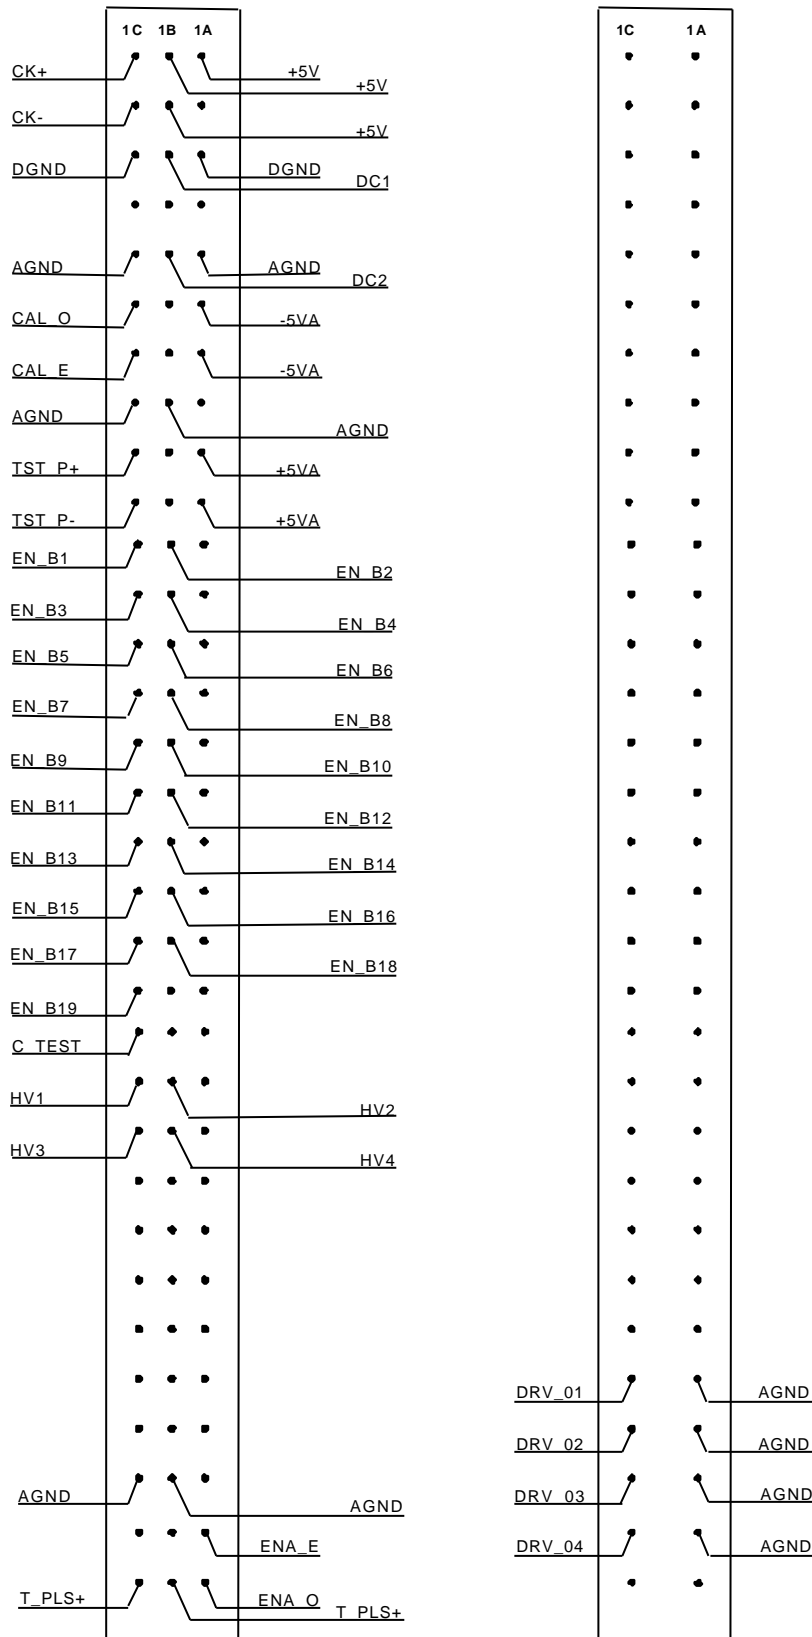 1C 1B 1A 1C 1A
CK+ +5V
+5V
CK- +5V
DGND DGND
DC1
AGND AGND
DC2
CAL_O -5VA
CAL_E -5VA
AGND AGND
TST_P+ +5VA
TST_P- +5VA
EN_B1 EN_B2
EN_B3 EN_B4
EN_B5 EN_B6
EN_B7 EN_B8
EN_B9 EN_B10
EN_B11 EN_B12
EN_B13 EN_B14
EN_B15 EN_B16
EN_B17 EN_B18
EN_B19
C_TEST
HV1 HV2
HV3 HV4
DRV_01 AGND
DRV_02 AGND
AGND AGND DRV_03 AGND
ENA_E DRV_04 AGND
T_PLS+ ENA_O
T_PLS+